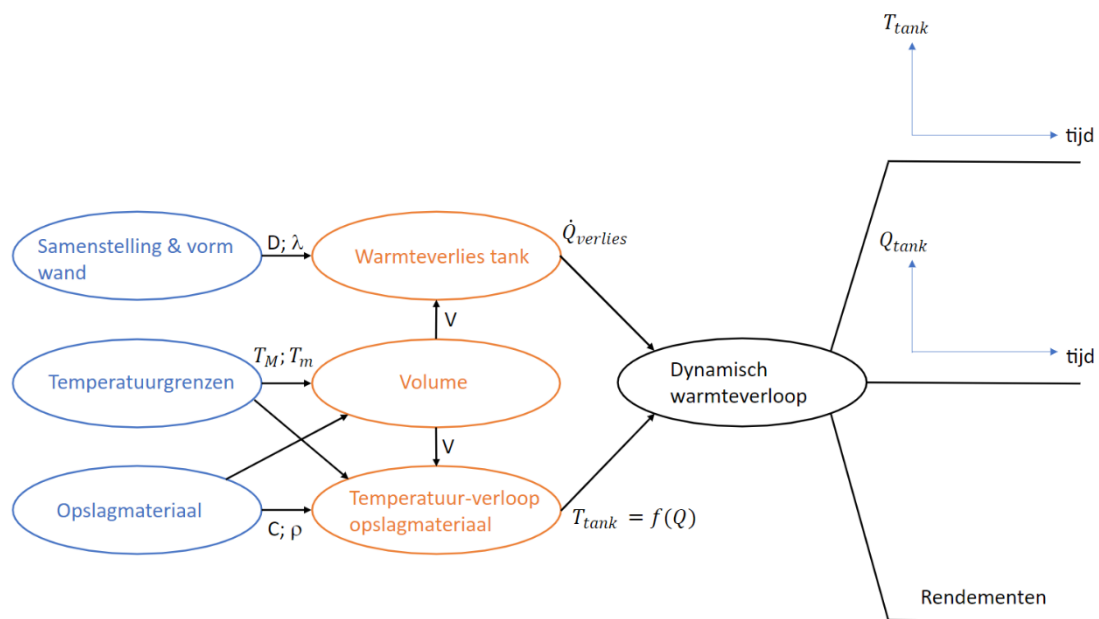 T_tank
tijd
Samenstelling & vorm
wand
D; λ
Warmteverlies tank
Q̇_verlies
Q_tank
V
tijd
Temperatuurgrenzen
T_M; T_m
Volume
Dynamisch
warmteverloop
V
Opslagmateriaal
C; ρ
Temperatuur-verloop
opslagmateriaal
T_tank = f(Q)
Rendementen